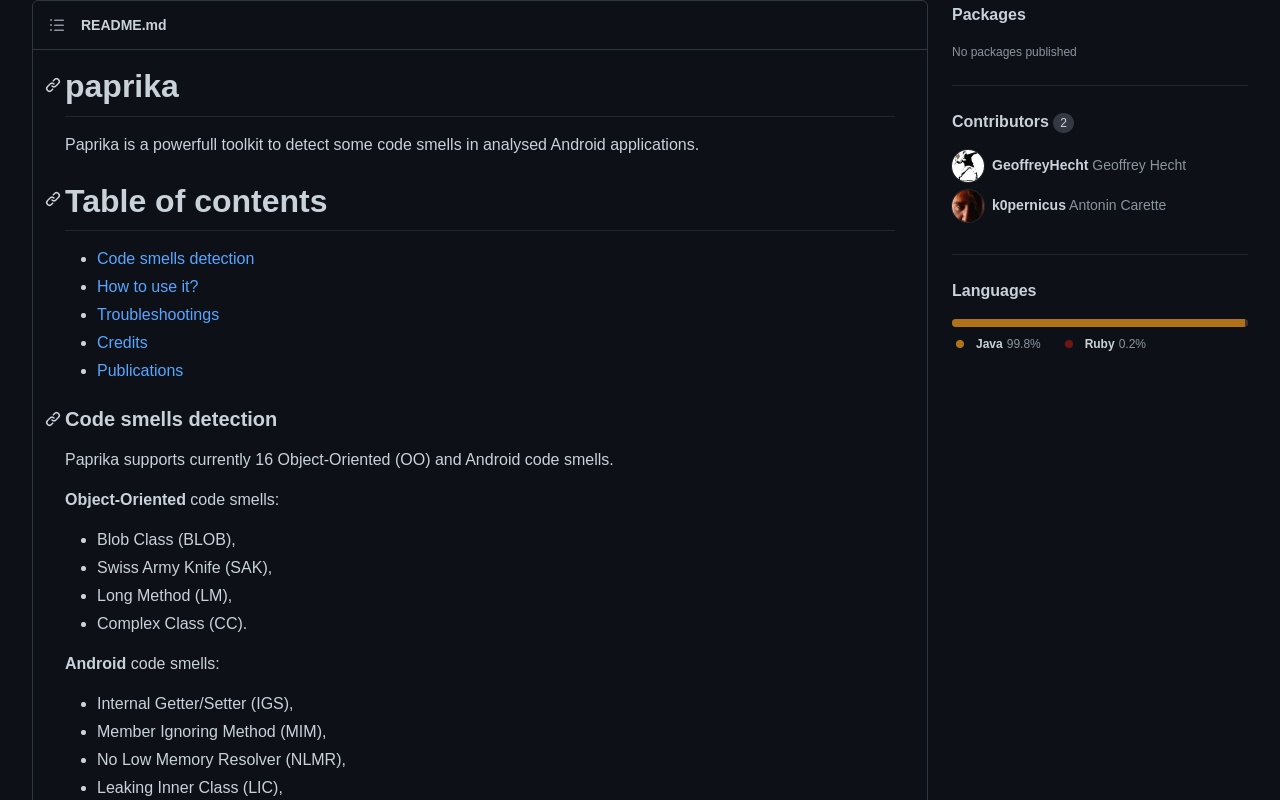 README.md
paprika
Paprika is a powerfull toolkit to detect some code smells in analysed Android applications.
Table of contents
Code smells detection
How to use it?
Troubleshootings
Credits
Publications
Code smells detection
Paprika supports currently 16 Object-Oriented (OO) and Android code smells.
Object-Oriented code smells:
Blob Class (BLOB),
Swiss Army Knife (SAK),
Long Method (LM),
Complex Class (CC).
Android code smells:
Internal Getter/Setter (IGS),
Member Ignoring Method (MIM),
No Low Memory Resolver (NLMR),
Leaking Inner Class (LIC),
Packages
No packages published
Contributors 2
GeoffreyHecht Geoffrey Hecht
k0pernicus Antonin Carette
Languages
Java 99.8% Ruby 0.2%